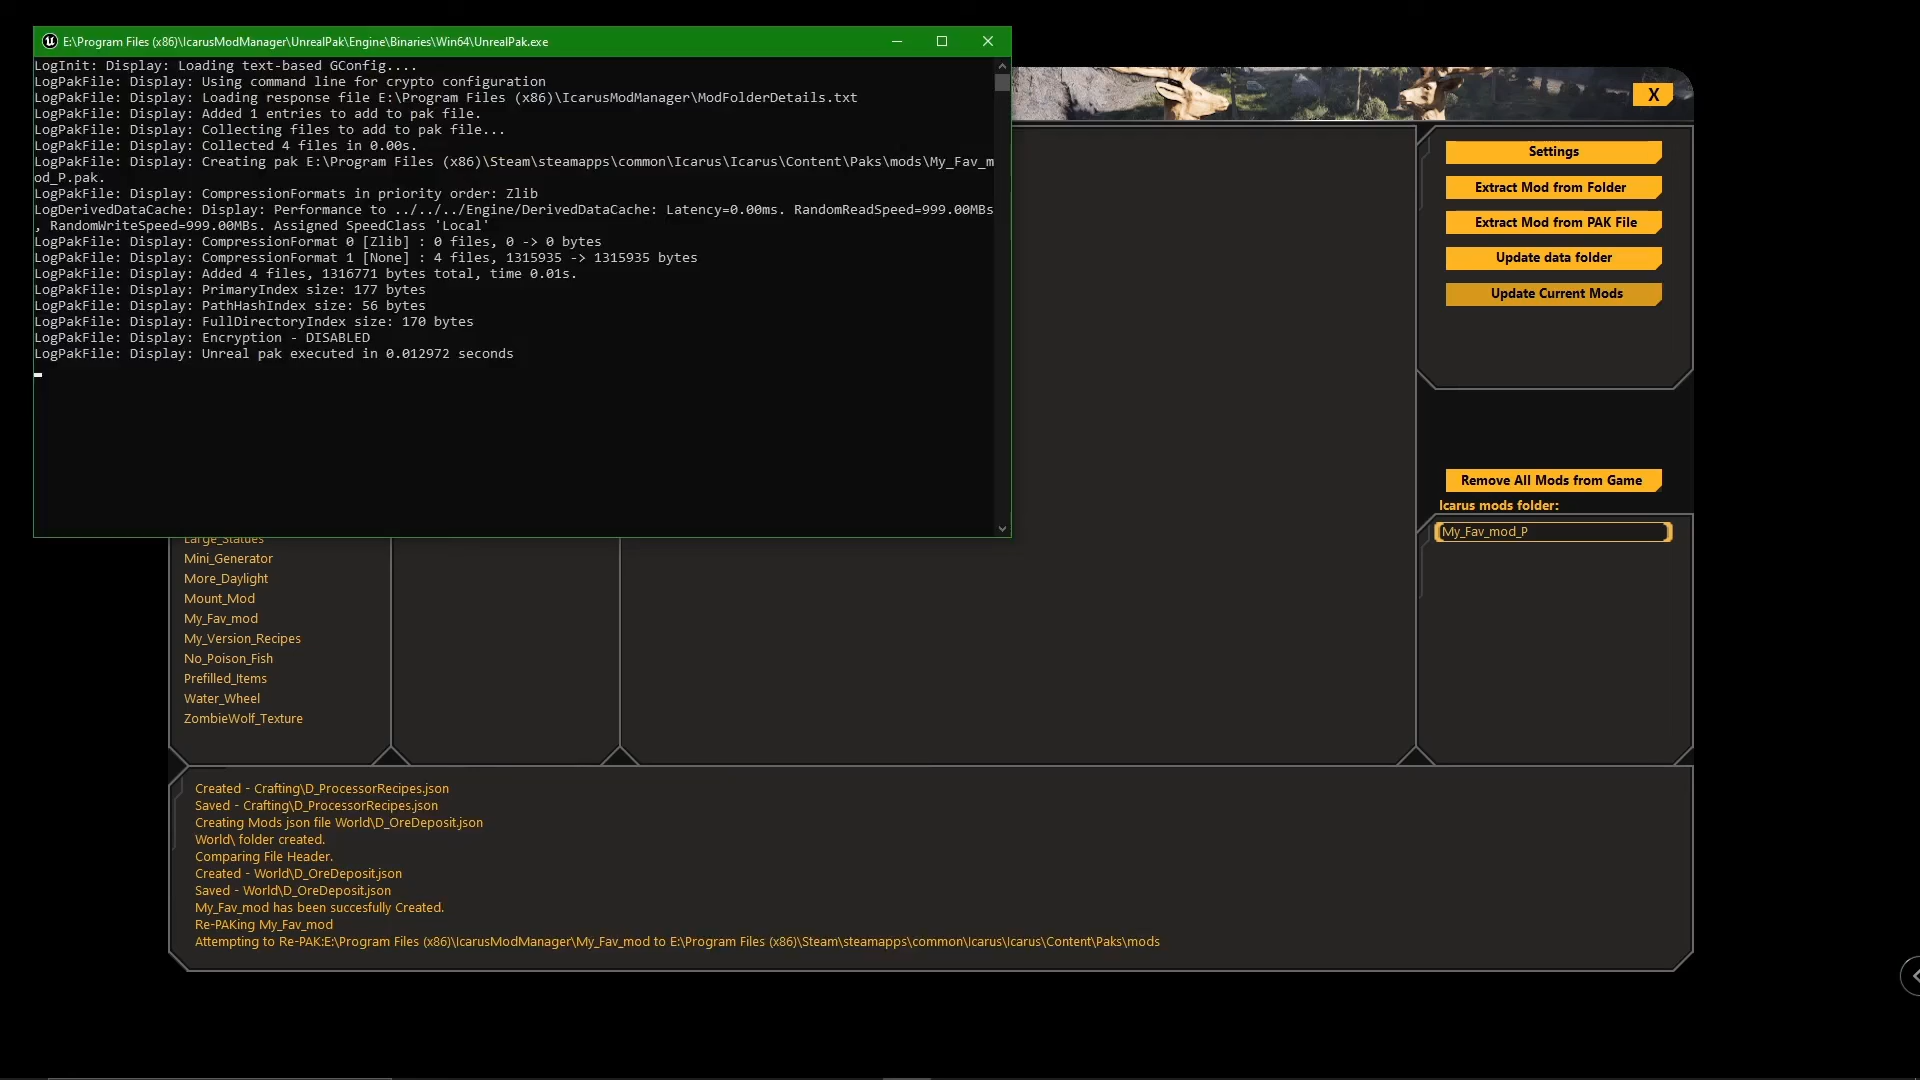 E:\Program Files (x86)\IcarusModManager\UnrealPak\Engine\Binaries\Win64\UnrealPak.exe
LogInit: Display: Loading text-based GConfig....
LogPakFile: Display: Using command line for crypto configuration
LogPakFile: Display: Loading response file E:\Program Files (x86)\IcarusModManager\ModFolderDetails.txt
LogPakFile: Display: Added 1 entries to add to pak file.
LogPakFile: Display: Collecting files to add to pak file...
LogPakFile: Display: Collected 4 files in 0.00s.
LogPakFile: Display: Creating pak E:\Program Files (x86)\Steam\steamapps\common\Icarus\Icarus\Content\Paks\mods\My_Fav_m
od_P.pak.
LogPakFile: Display: CompressionFormats in priority order: Zlib
LogDerivedDataCache: Display: Performance to ../../../Engine/DerivedDataCache: Latency=0.00ms. RandomReadSpeed=999.00MBs
, RandomWriteSpeed=999.00MBs. Assigned SpeedClass 'Local'
LogPakFile: Display: CompressionFormat 0 [Zlib] : 0 files, 0 -> 0 bytes
LogPakFile: Display: CompressionFormat 1 [None] : 4 files, 1315935 -> 1315935 bytes
LogPakFile: Display: Added 4 files, 1316771 bytes total, time 0.01s.
LogPakFile: Display: PrimaryIndex size: 177 bytes
LogPakFile: Display: PathHashIndex size: 56 bytes
LogPakFile: Display: FullDirectoryIndex size: 170 bytes
LogPakFile: Display: Encryption - DISABLED
LogPakFile: Display: Unreal pak executed in 0.012972 seconds
X
Settings
Extract Mod from Folder
Extract Mod from PAK File
Update data folder
Update Current Mods
Remove All Mods from Game
Icarus mods folder:
My_Fav_mod_P
Large_Statues
Mini_Generator
More_Daylight
Mount_Mod
My_Fav_mod
My_Version_Recipes
No_Poison_Fish
Prefilled_Items
Water_Wheel
ZombieWolf_Texture
Created - Crafting\D_ProcessorRecipes.json
Saved - Crafting\D_ProcessorRecipes.json
Creating Mods json file World\D_OreDeposit.json
World\ folder created.
Comparing File Header.
Created - World\D_OreDeposit.json
Saved - World\D_OreDeposit.json
My_Fav_mod has been succesfully Created.
Re-PAKing My_Fav_mod
Attempting to Re-PAK:E:\Program Files (x86)\IcarusModManager\My_Fav_mod to E:\Program Files (x86)\Steam\steamapps\common\Icarus\Icarus\Content\Paks\mods